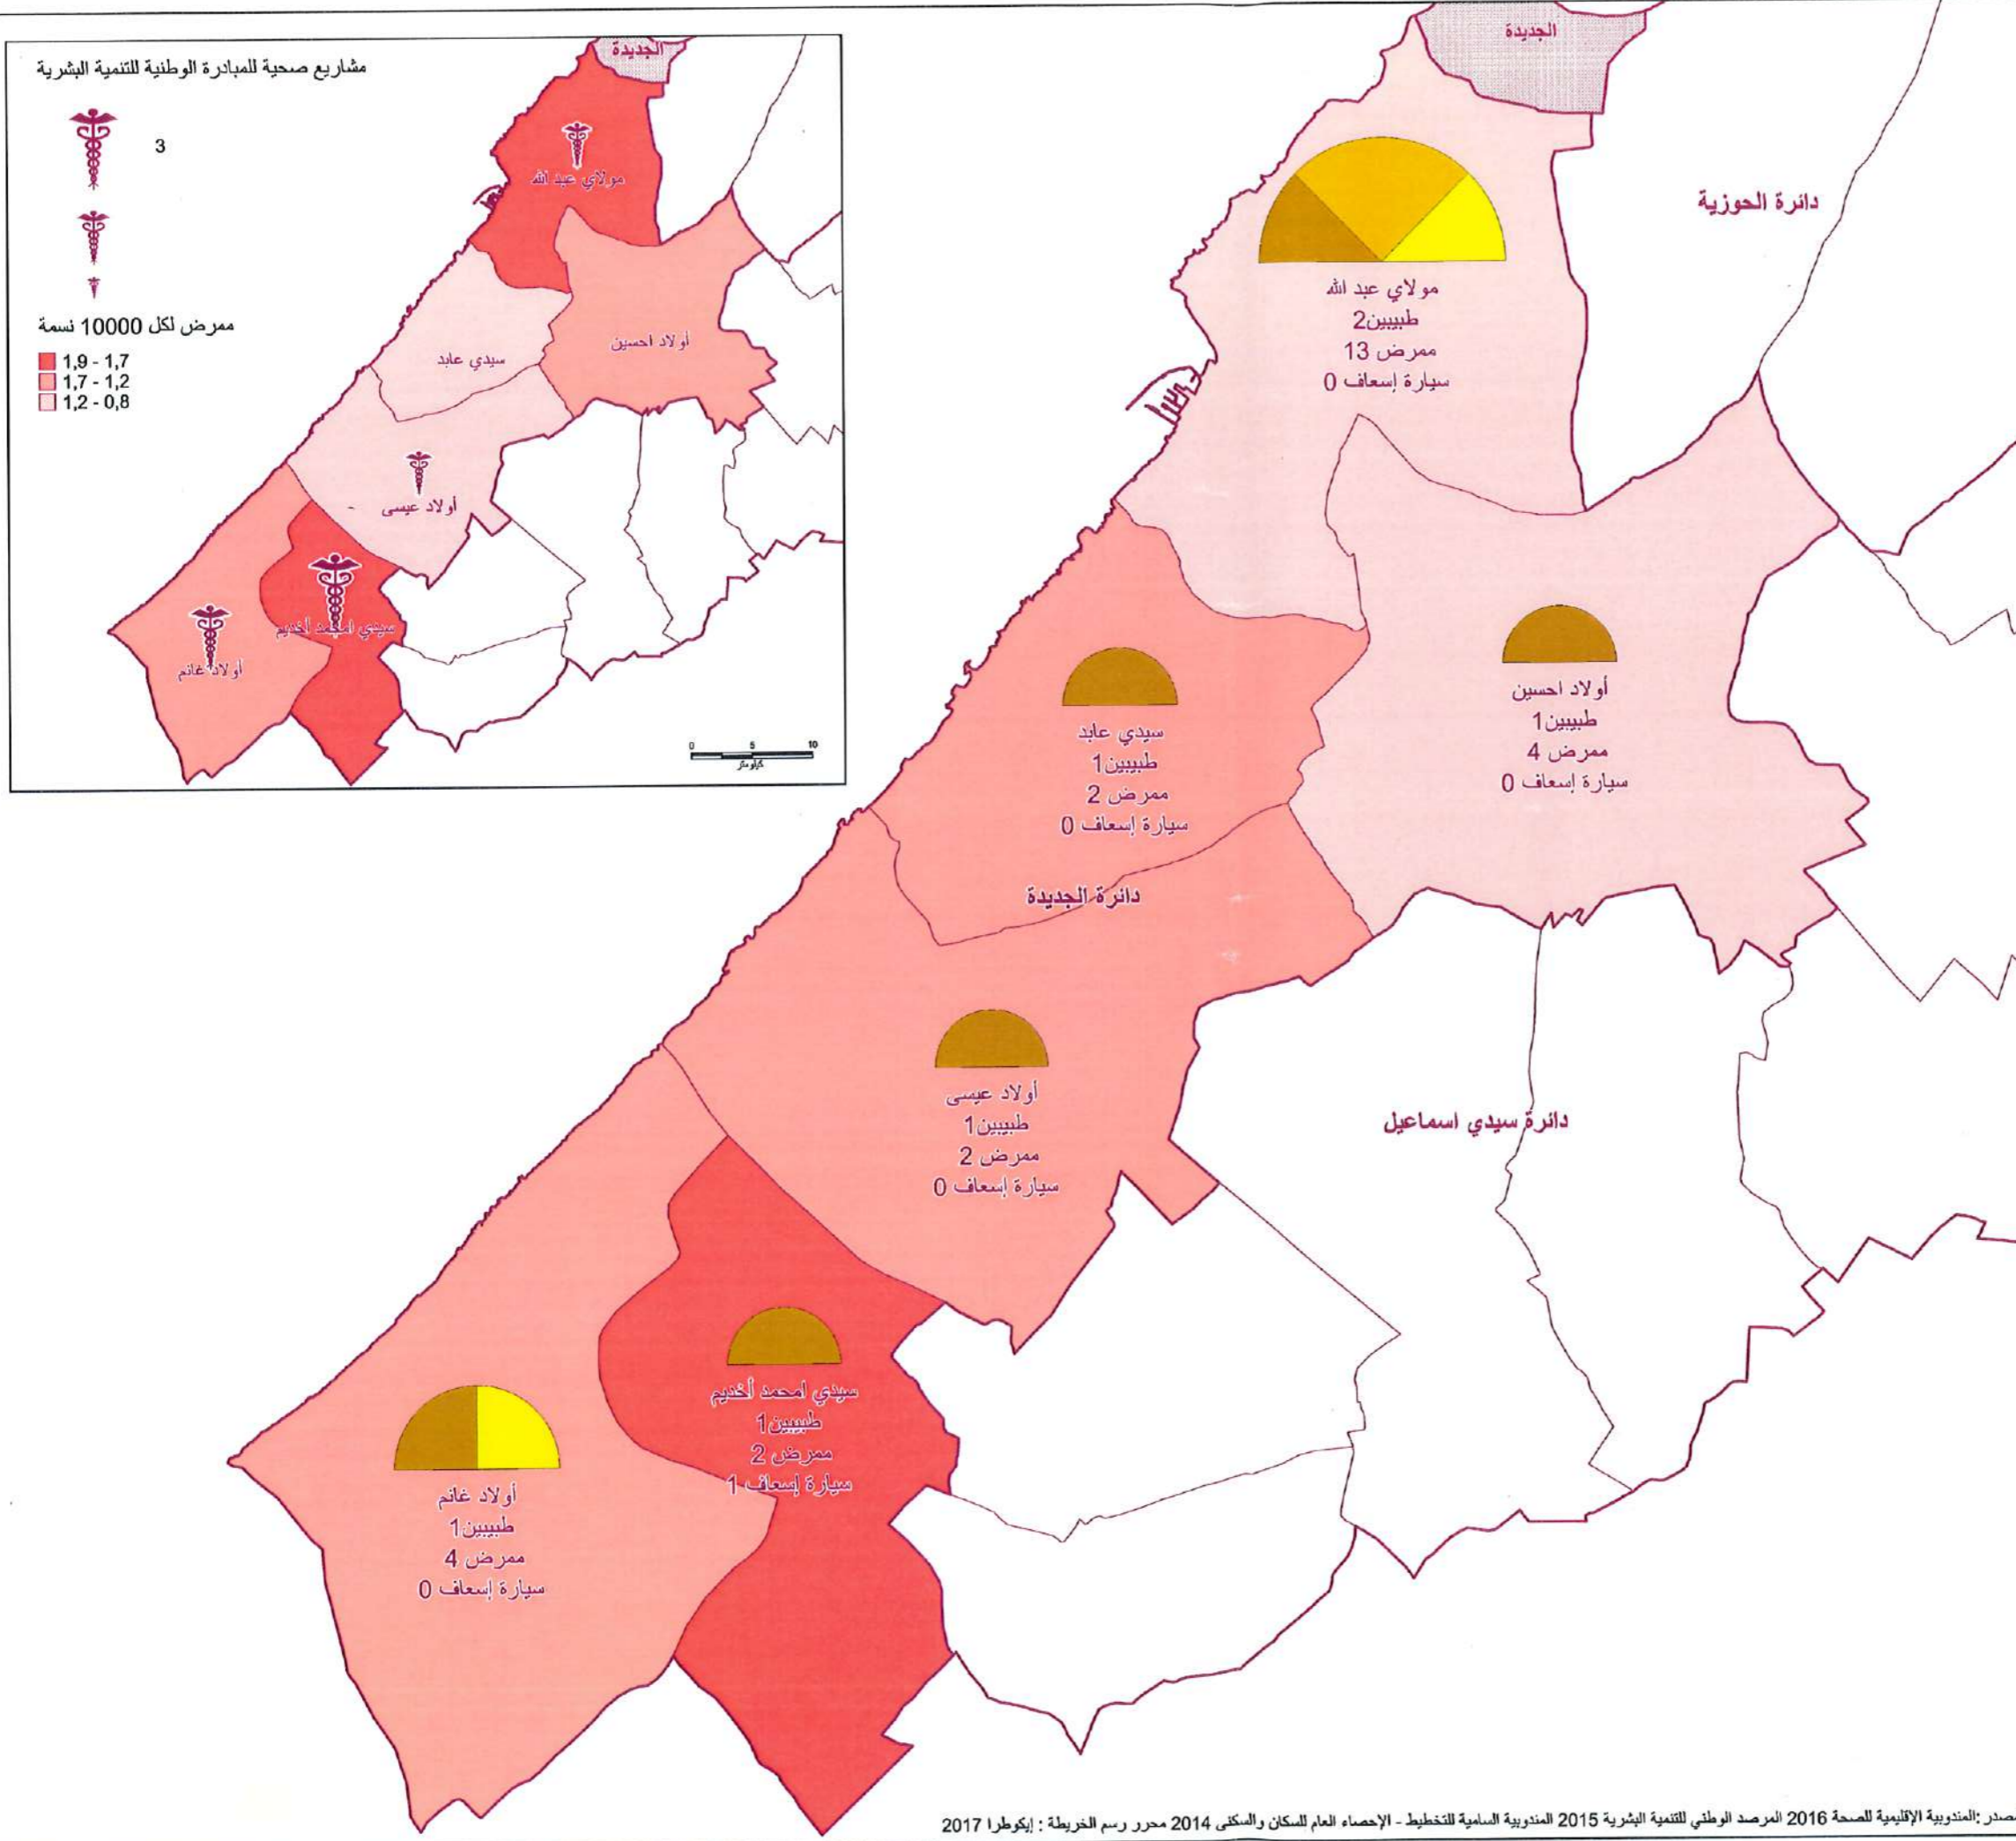 مشاريع صحية للمبادرة الوطنية للتنمية البشرية
3
ممرض لكل 10000 نسمة
1,9 - 1,7
1,7 - 1,2
1,2 - 0,8
الجديدة
مولاي عبد الله
أولاد احسين
سيدي عابد
أولاد عيسى
سيدي امحمد أخديم
أولاد غانم
0 5 10
كيلومتر
الجديدة
دائرة الحوزية
مولاي عبد الله
طبيبين2
ممرض 13
سيارة إسعاف 0
أولاد احسين
طبيبين1
ممرض 4
سيارة إسعاف 0
سيدي عابد
طبيبين1
ممرض 2
سيارة إسعاف 0
دائرة الجديدة
أولاد عيسى
طبيبين1
ممرض 2
سيارة إسعاف 0
دائرة سيدي اسماعيل
سيدي امحمد أخديم
طبيبين1
ممرض 2
سيارة إسعاف 1
أولاد غانم
طبيبين1
ممرض 4
سيارة إسعاف 0
مصدر :المندوبية الإقليمية للصحة 2016 المرصد الوطني للتنمية البشرية 2015 المندوبية السامية للتخطيط - الإحصاء العام للسكان والسكنى 2014 محرر رسم الخريطة : إيكوطرا 2017